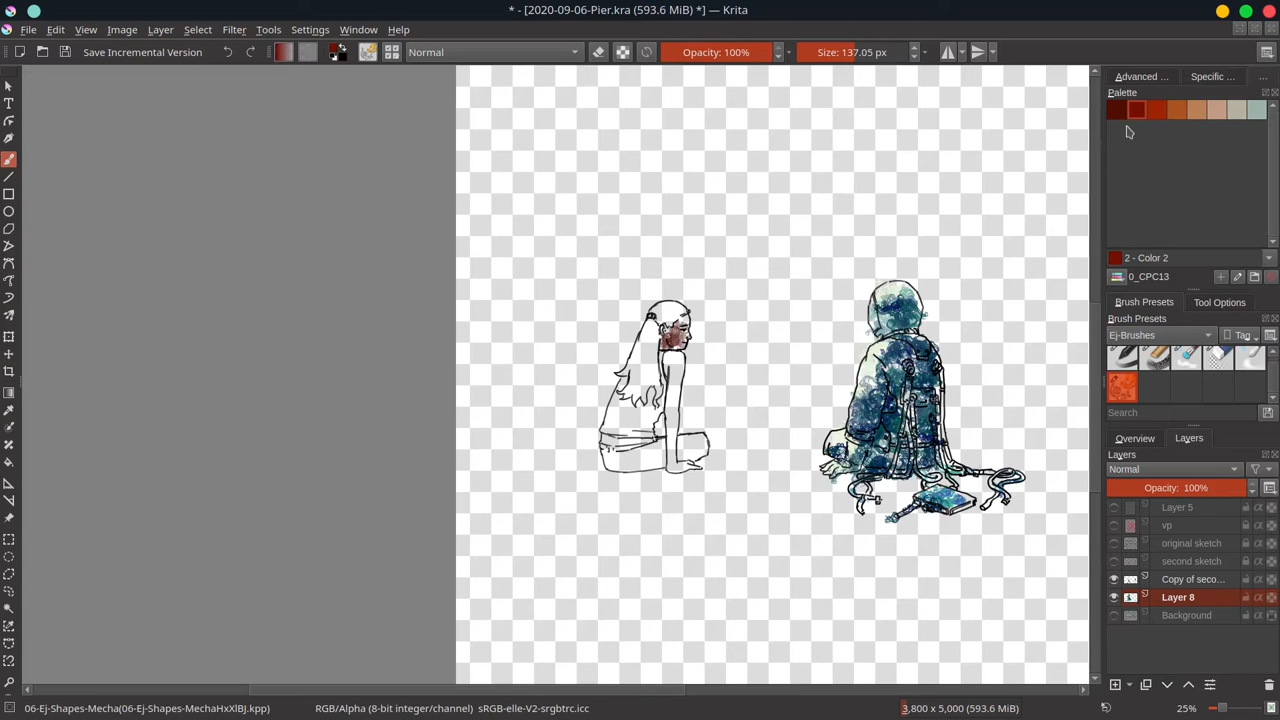 * - [2020-09-06-Pier.kra (593.6 MiB) *] — Krita
File Edit View Image Layer Select Filter Tools Settings Window Help
Save Incremental Version Normal Opacity: 100% Size: 137.05 px
Advanced ... Specific ... ...
Palette
2 - Color 2
0_CPC13
Brush Presets Tool Options
Brush Presets
Ej-Brushes Tag
Search
Overview Layers
Layers
Normal
Opacity: 100%
Layer 5
vp
original sketch
second sketch
Copy of seco...
Layer 8
Background
06-Ej-Shapes-Mecha(06-Ej-Shapes-MechaHxXlBJ.kpp) RGB/Alpha (8-bit integer/channel) sRGB-elle-V2-srgbtrc.icc 3,800 x 5,000 (593.6 MiB) 25%